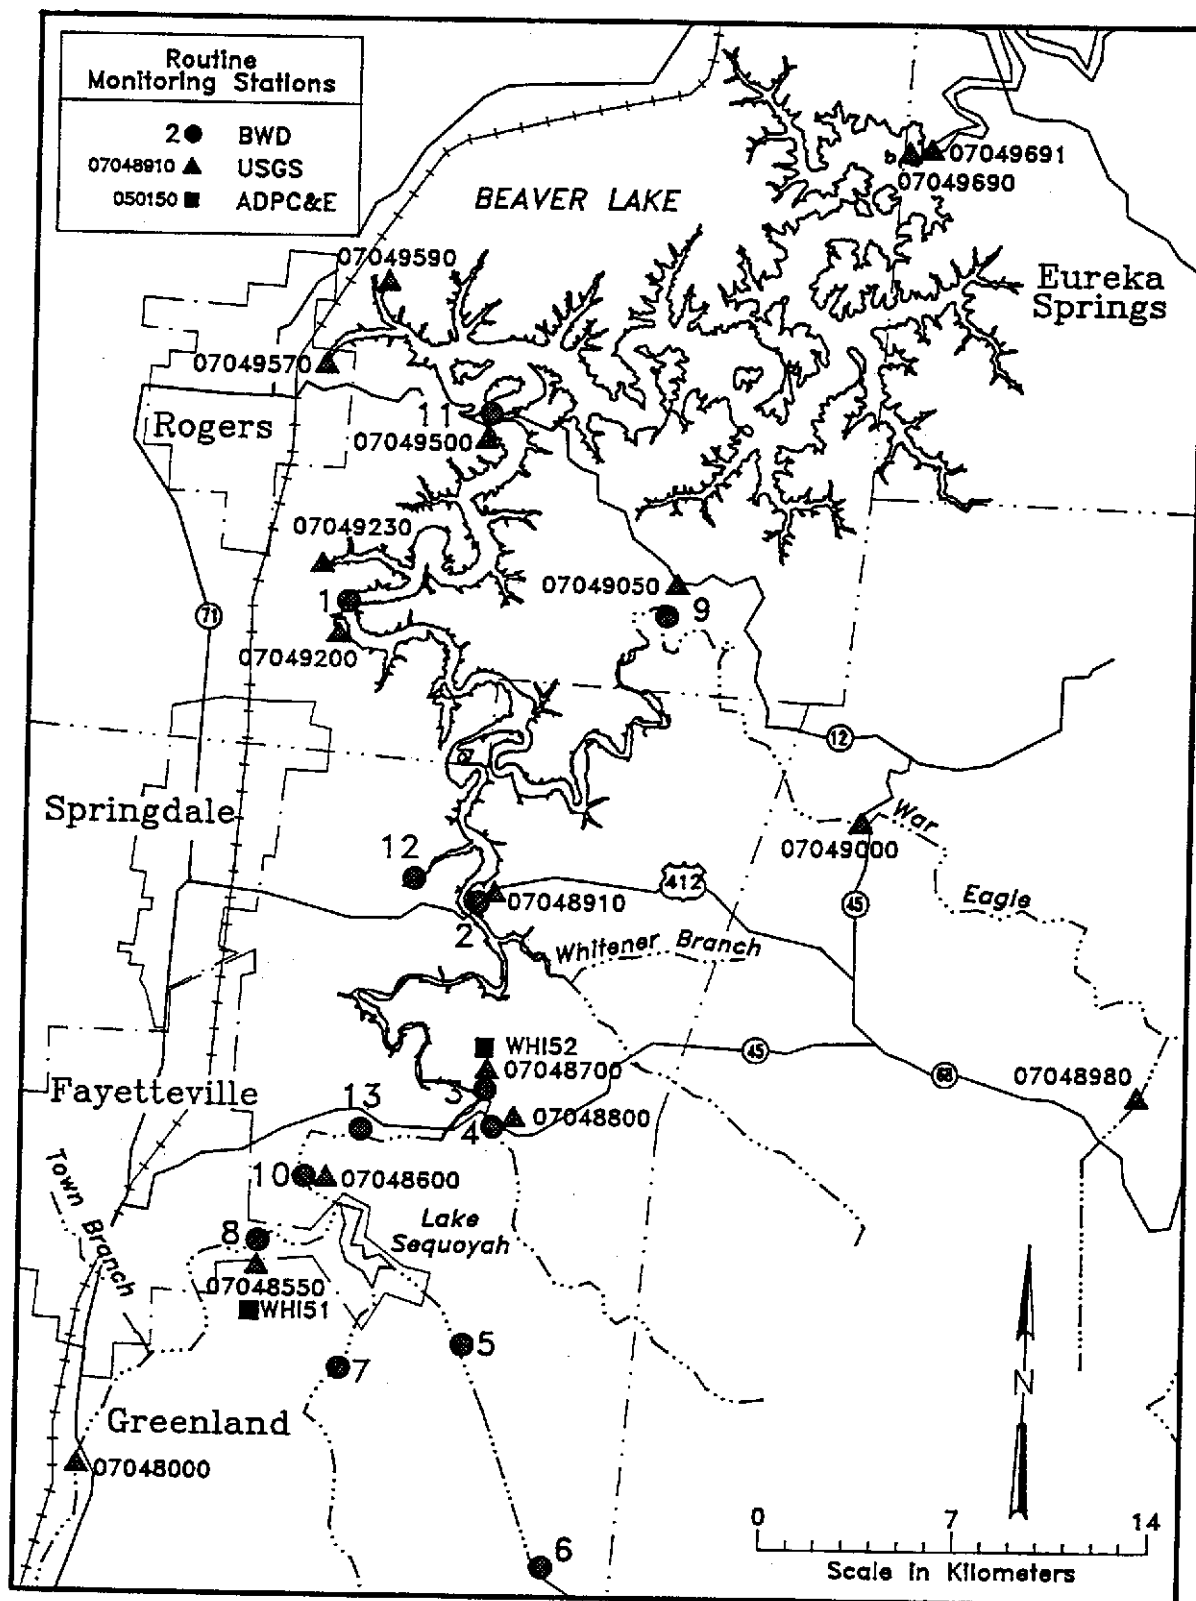 Routine
Monitoring Stations
2 BWD
07048910 USGS
050150 ADPC&E
BEAVER LAKE
b
07049691
07049690
Eureka
Springs
07049590
07049570
Rogers
11
07049500
07049230
1
71
07049200
07049050
9
12
Springdale
War
07049000
12
412
07048910
2
45
Eagle
Whitener Branch
WHI52
07048700
3
45
68
07048980
Fayetteville
13
07048800
4
10
07048600
Town
Branch
Lake
Sequoyah
8
07048550
WHI51
5
7
Greenland
07048000
N
6
0 7 14
Scale in Kilometers